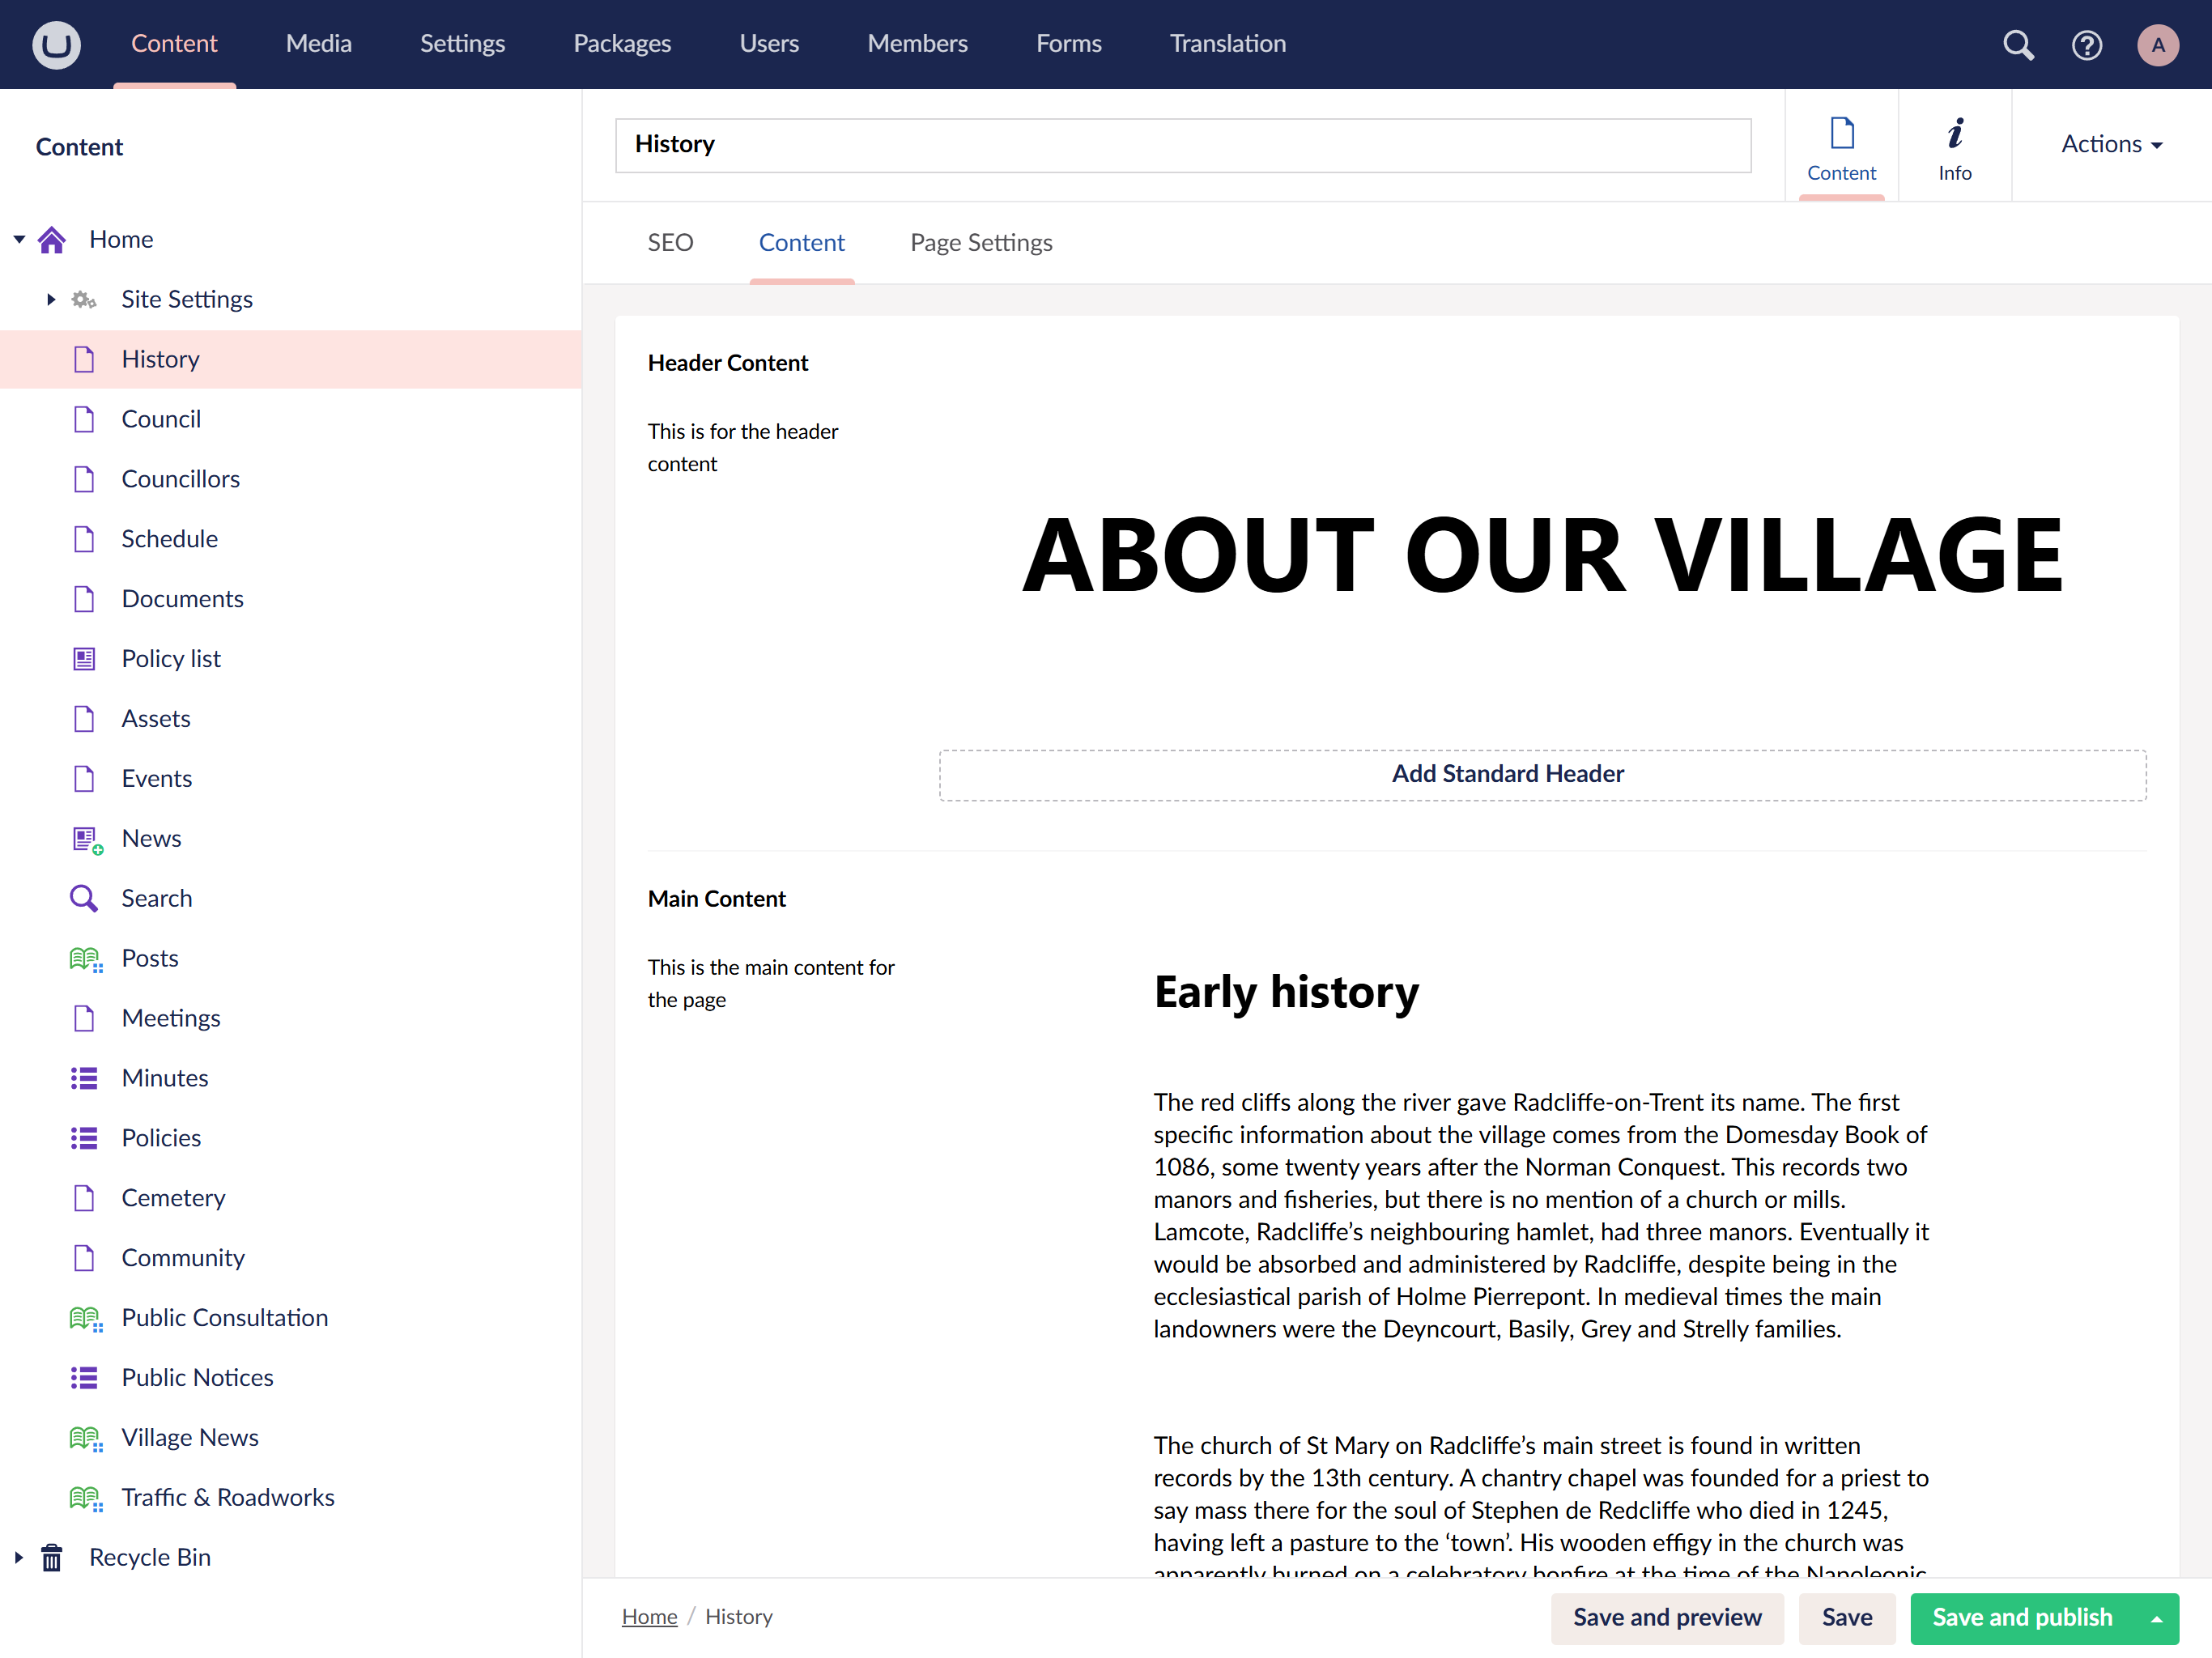 Content
Media
Settings
Packages
Users
Members
Forms
Translation
A
Content
Home
Site Settings
History
Council
Councillors
Schedule
Documents
Policy list
Assets
Events
News
Search
Posts
Meetings
Minutes
Policies
Cemetery
Community
Public Consultation
Public Notices
Village News
Traffic & Roadworks
Recycle Bin
History
Content
Info
Actions
SEO
Content
Page Settings
Header Content
This is for the header
content
ABOUT OUR VILLAGE
Add Standard Header
Main Content
This is the main content for
the page
Early history
The red cliffs along the river gave Radcliffe-on-Trent its name. The first
specific information about the village comes from the Domesday Book of
1086, some twenty years after the Norman Conquest. This records two
manors and fisheries, but there is no mention of a church or mills.
Lamcote, Radcliffe’s neighbouring hamlet, had three manors. Eventually it
would be absorbed and administered by Radcliffe, despite being in the
ecclesiastical parish of Holme Pierrepont. In medieval times the main
landowners were the Deyncourt, Basily, Grey and Strelly families.
The church of St Mary on Radcliffe’s main street is found in written
records by the 13th century. A chantry chapel was founded for a priest to
say mass there for the soul of Stephen de Redcliffe who died in 1245,
having left a pasture to the ‘town’. His wooden effigy in the church was
apparently burned on a celebratory bonfire at the time of the Napoleonic
Home / History
Save and preview
Save
Save and publish